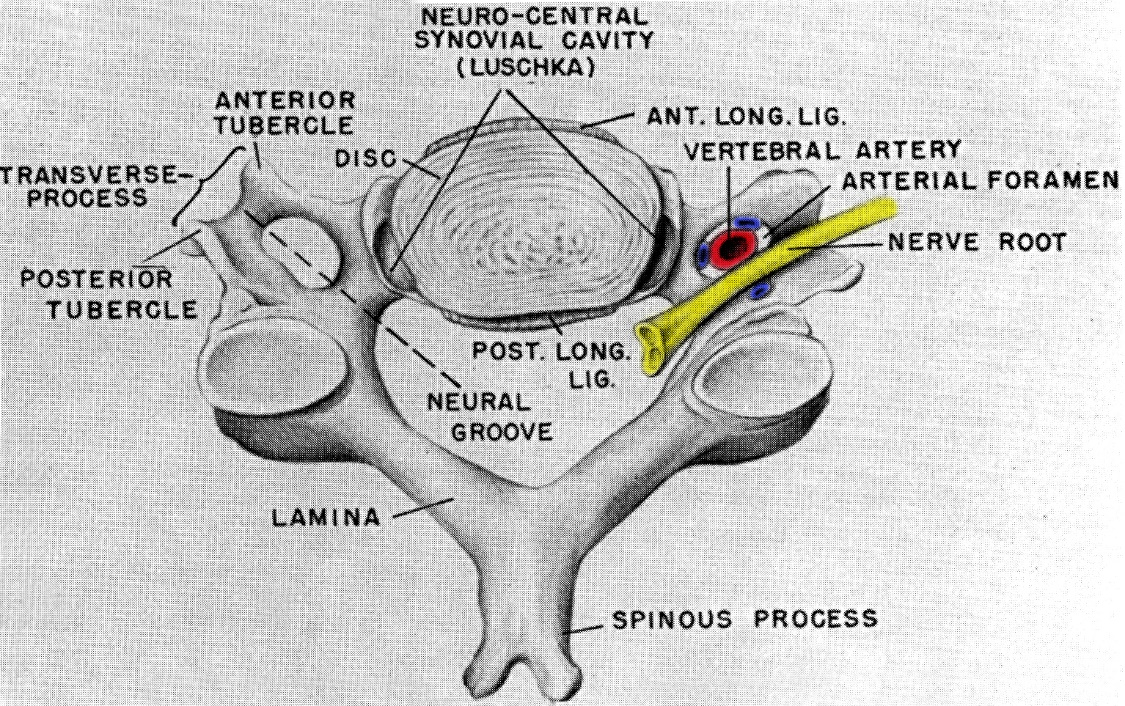 NEURO-CENTRAL
SYNOVIAL CAVITY
(LUSCHKA)
ANTERIOR
TUBERCLE
ANT. LONG. LIG.
DISC
VERTEBRAL ARTERY
TRANSVERSE-
PROCESS
ARTERIAL FORAMEN
NERVE ROOT
POSTERIOR
TUBERCLE
POST. LONG.
LIG.
NEURAL
GROOVE
LAMINA
SPINOUS PROCESS